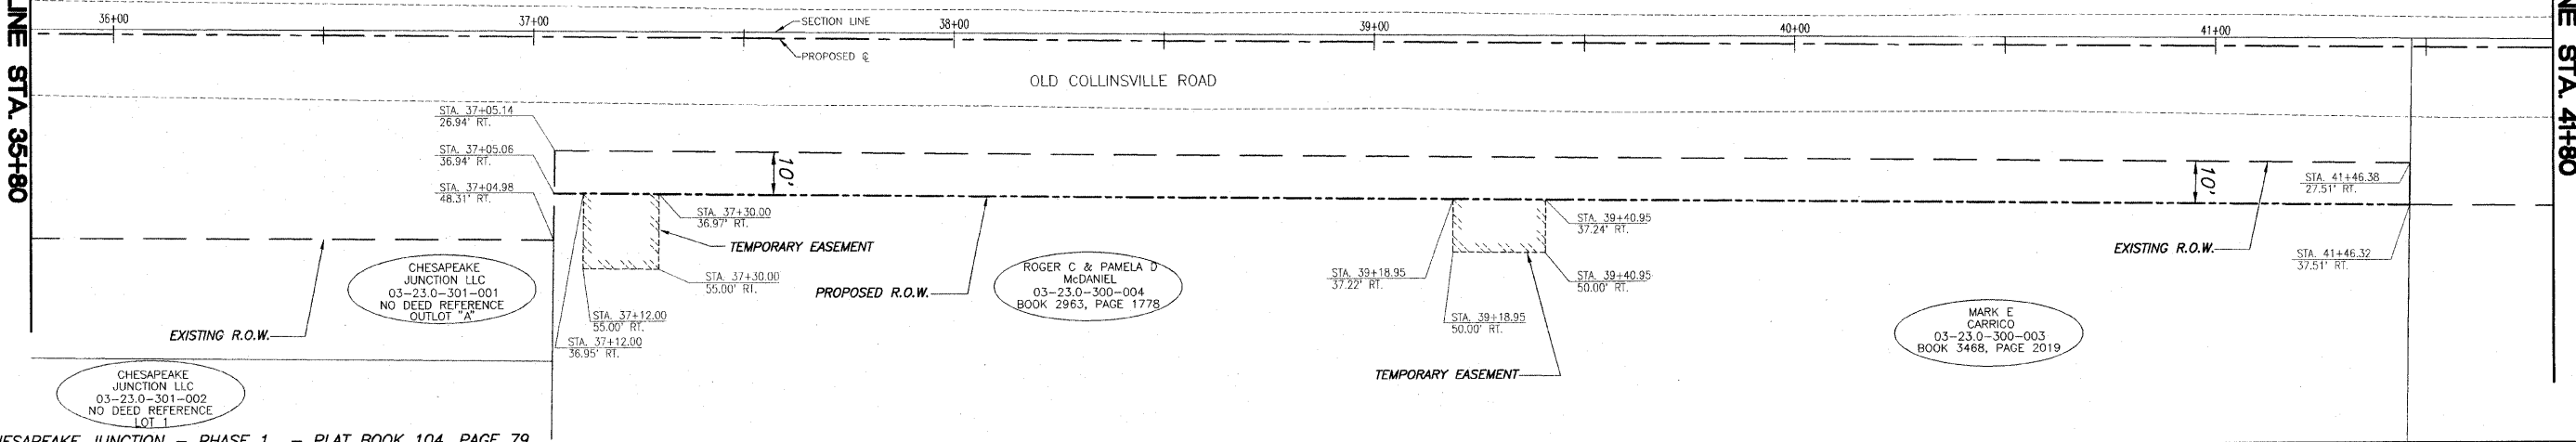 LINE STA. 35+80
36+00
37+00
38+00
39+00
40+00
41+00
SECTION LINE
PROPOSED ℄
OLD COLLINSVILLE ROAD
STA. 37+05.14
26.94' RT.
STA. 37+05.06
36.94' RT.
STA. 37+04.98
48.31' RT.
10'
10'
STA. 41+46.38
27.51' RT.
STA. 37+30.00
36.97' RT.
TEMPORARY EASEMENT
STA. 37+30.00
55.00' RT.
PROPOSED R.O.W.
STA. 37+12.00
55.00' RT.
STA. 37+12.00
36.95' RT.
EXISTING R.O.W.
CHESAPEAKE
JUNCTION LLC
03-23.0-301-001
NO DEED REFERENCE
OUTLOT "A"
ROGER C & PAMELA D
McDANIEL
03-23.0-300-004
BOOK 2963, PAGE 1778
STA. 39+18.95
37.22' RT.
STA. 39+40.95
37.24' RT.
STA. 39+40.95
50.00' RT.
STA. 39+18.95
50.00' RT.
TEMPORARY EASEMENT
EXISTING R.O.W.
STA. 41+46.32
37.51' RT.
MARK E
CARRICO
03-23.0-300-003
BOOK 3468, PAGE 2019
CHESAPEAKE
JUNCTION LLC
03-23.0-301-002
NO DEED REFERENCE
LOT 1
JUNCTION - PHASE 1 - PLAT BOOK 104, PAGE 79
STA. 41+80